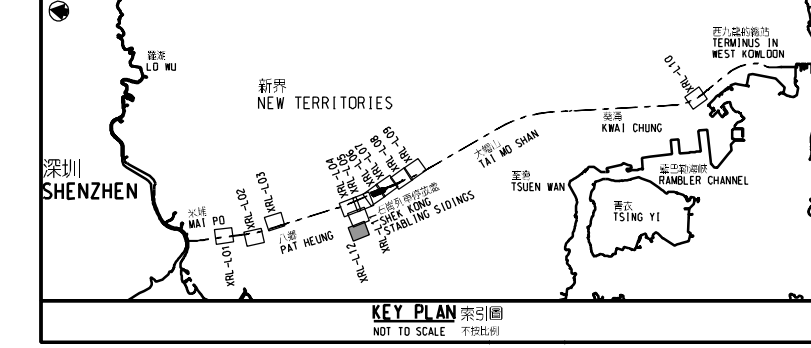 西九龍的總站
TERMINUS IN
WEST KOWLOON
羅湖
LO WU
XRL-L10
新界
NEW TERRITORIES
葵涌
KWAI CHUNG
XRL-L09
XRL-L08
XRL-L07
XRL-L06
XRL-L05
XRL-L04
大帽山
TAI MO SHAN
深圳
SHENZHEN
荃灣
TSUEN WAN
藍巴勒海峽
RAMBLER CHANNEL
XRL-L03
XRL-L02
米埔
MAI PO
石崗列車停放處
SHEK KONG
STABLING SIDINGS
青衣
TSING YI
八鄉
PAT HEUNG
XRL-L01
XRL-L12
KEY PLAN 索引圖
NOT TO SCALE 不按比例